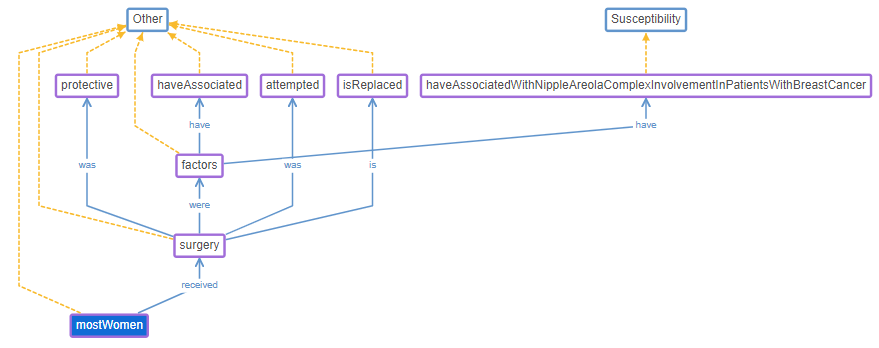 Other
Susceptibility
protective
haveAssociated
attempted
isReplaced
haveAssociatedWithNippleAreolaComplexInvolvementInPatientsWithBreastCancer
have
have
was
factors
was
is
were
surgery
received
mostWomen